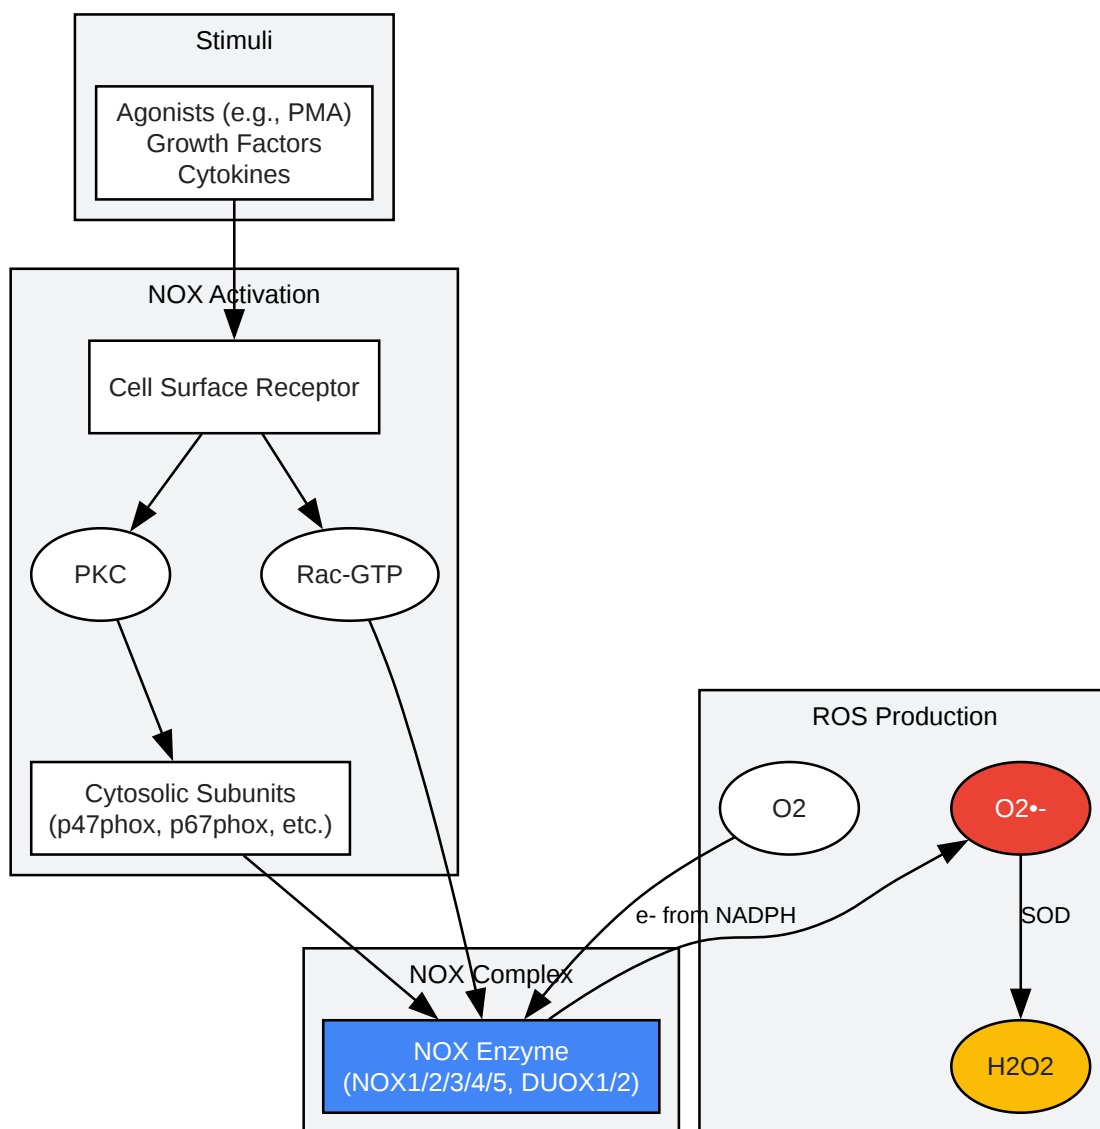 Stimuli
Agonists (e.g., PMA)
Growth Factors
Cytokines
NOX Activation
Cell Surface Receptor
PKC
Rac-GTP
Cytosolic Subunits
(p47phox, p67phox, etc.)
ROS Production
O2
O2•-
e- from NADPH
SOD
NOX Complex
NOX Enzyme
(NOX1/2/3/4/5, DUOX1/2)
H2O2